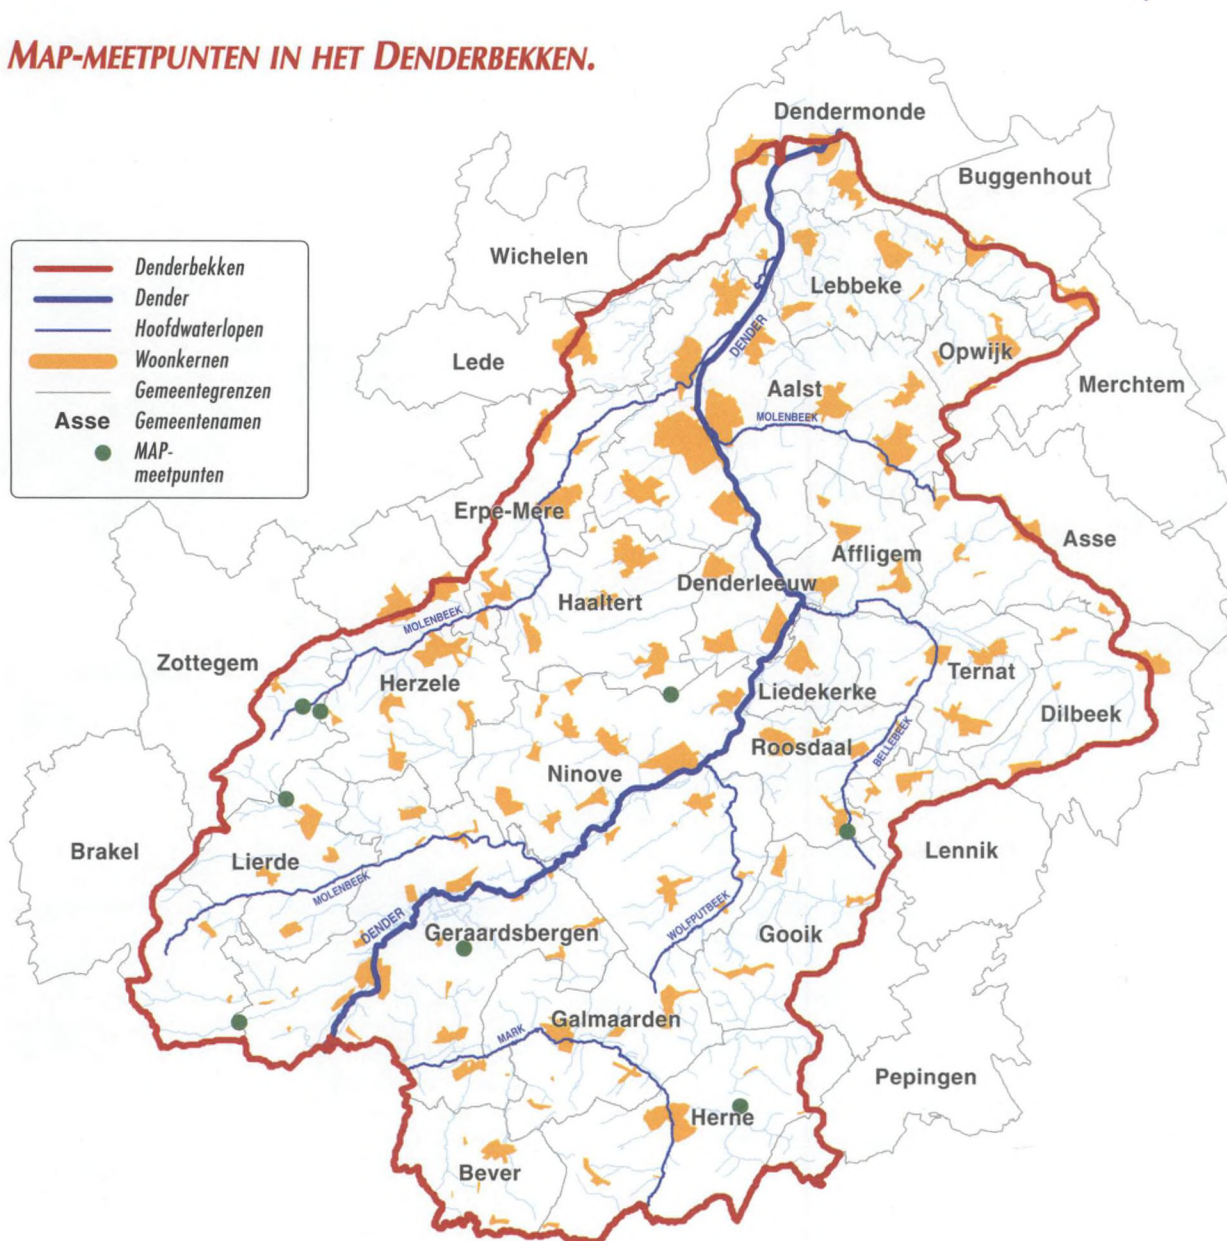 MAP-MEETPUNTEN IN HET DENDERBEKKEN.
Denderbekken
Dender
Hoofdwaterlopen
Woonkernen
Gemeentegrenzen
Asse Gemeentenamen
MAP-
meetpunten
Dendermonde
Buggenhout
Wichelen
Lebbeke
DENDER
Opwijk
Lede
Aalst
Merchtem
MOLENBEEK
Erpe-Mere
Asse
Affligem
Denderleeuw
Haaltert
MOLENBEEK
Zottegem
Herzele
Ternat
Liedekerke
Dilbeek
Roosdaal
BELLEBEEK
Ninove
Brakel
Lierde
Lennik
MOLENBEEK
DENDER
WOLFPUTBEEK
Geraardsbergen
Gooik
Galmaarden
MARK
Pepingen
Herne
Bever